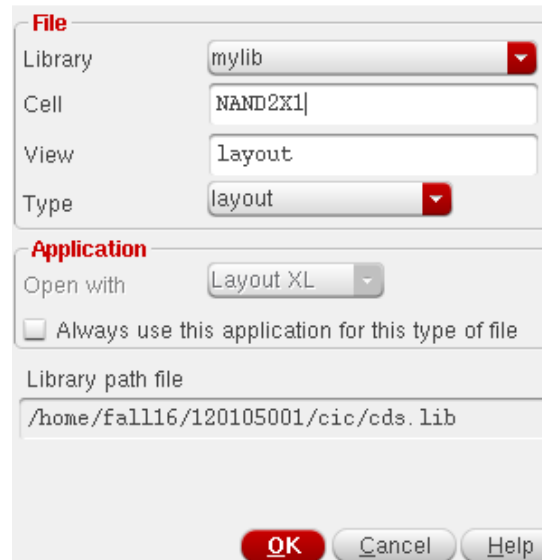 File
Library mylib
Cell NAND2X1
View layout
Type layout
Application
Open with Layout XL
Always use this application for this type of file
Library path file
/home/fall16/120105001/cic/cds.lib
OK Cancel Help